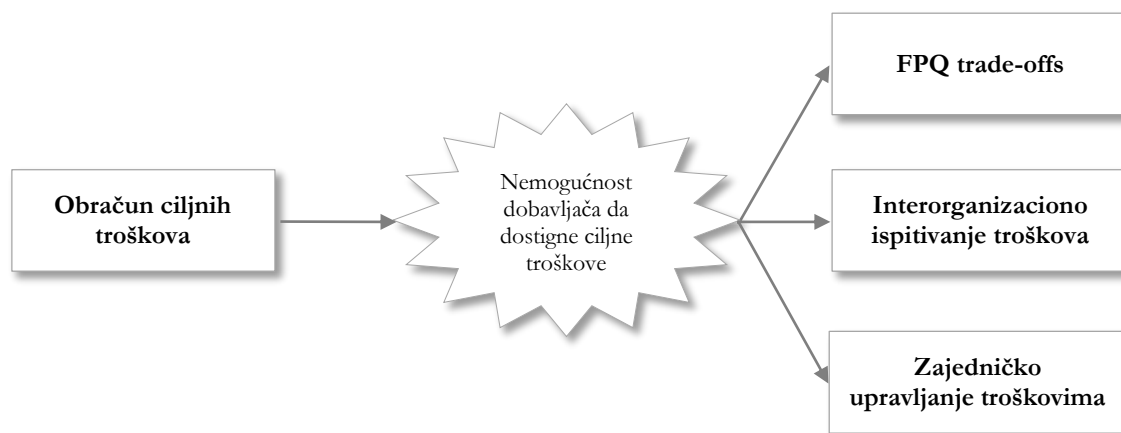 Obračun ciljnih
troškova
Nemogućnost
dobavljača da
dostigne ciljne
troškove
FPQ trade-offs
Interorganizaciono
ispitivanje troškova
Zajedničko
upravljanje troškovima